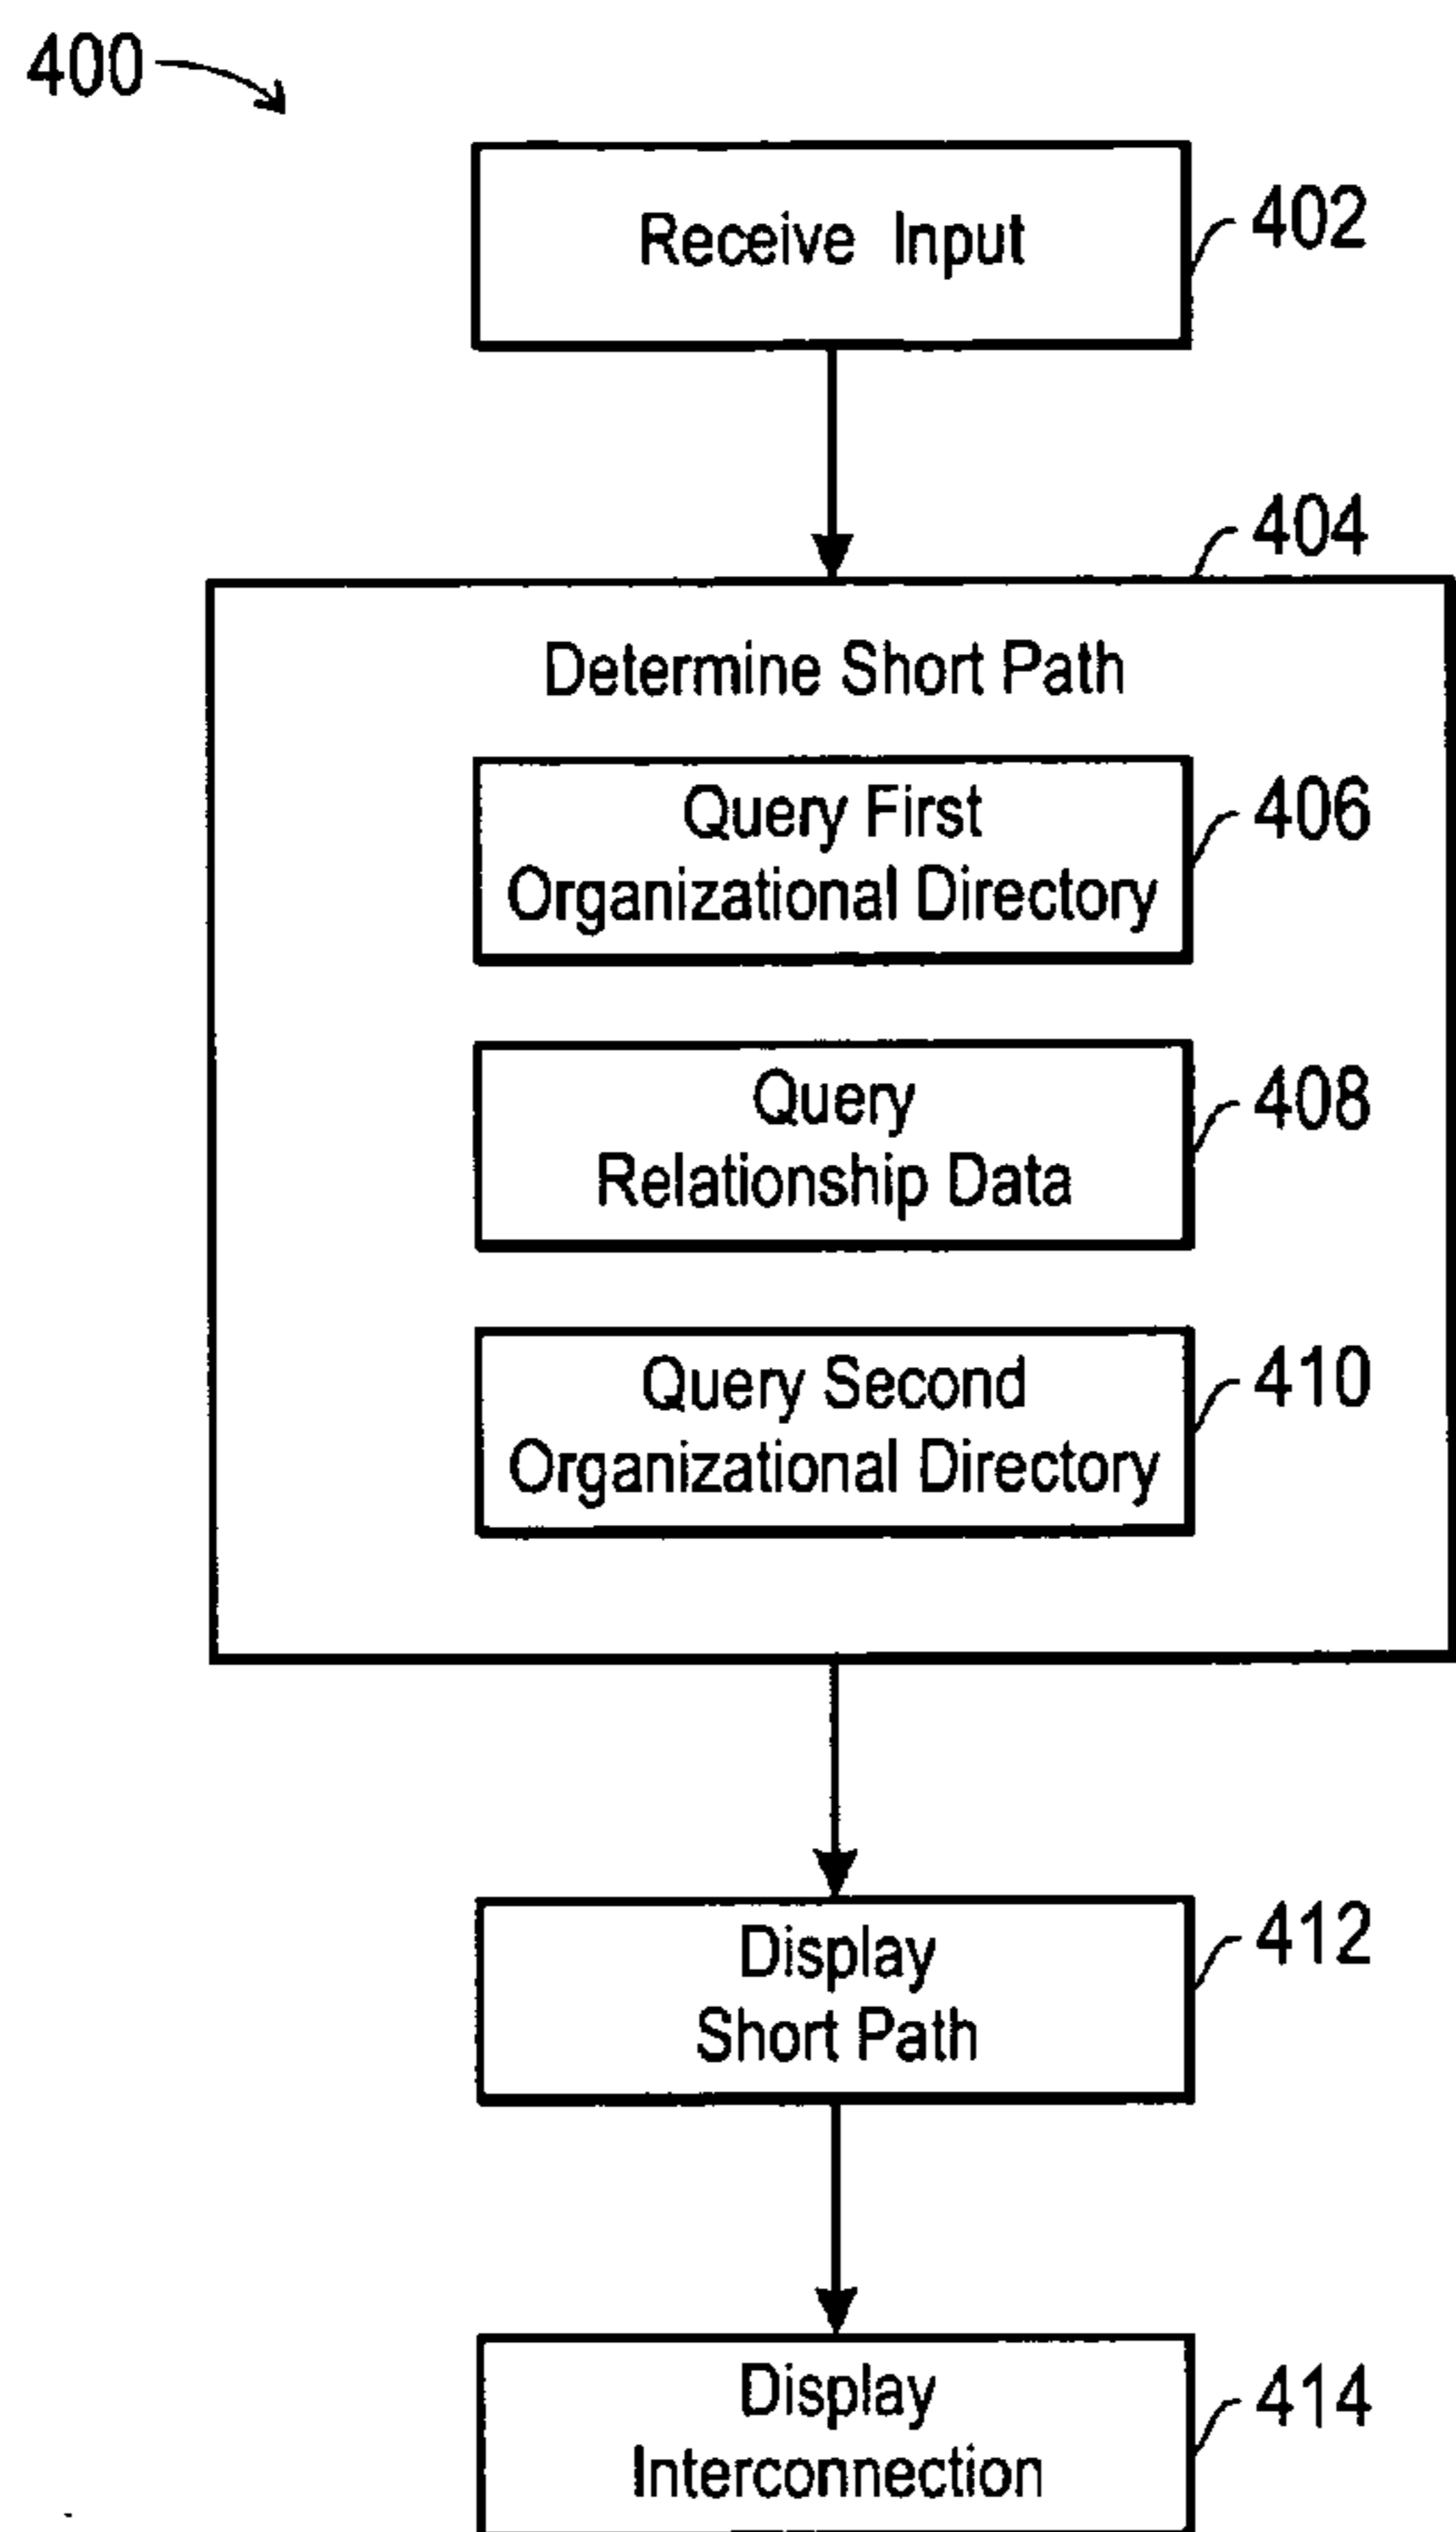 400
Receive Input
402
404
Determine Short Path
Query First
Organizational Directory
406
Query
Relationship Data
408
Query Second
Organizational Directory
410
Display
Short Path
412
Display
Interconnection
414